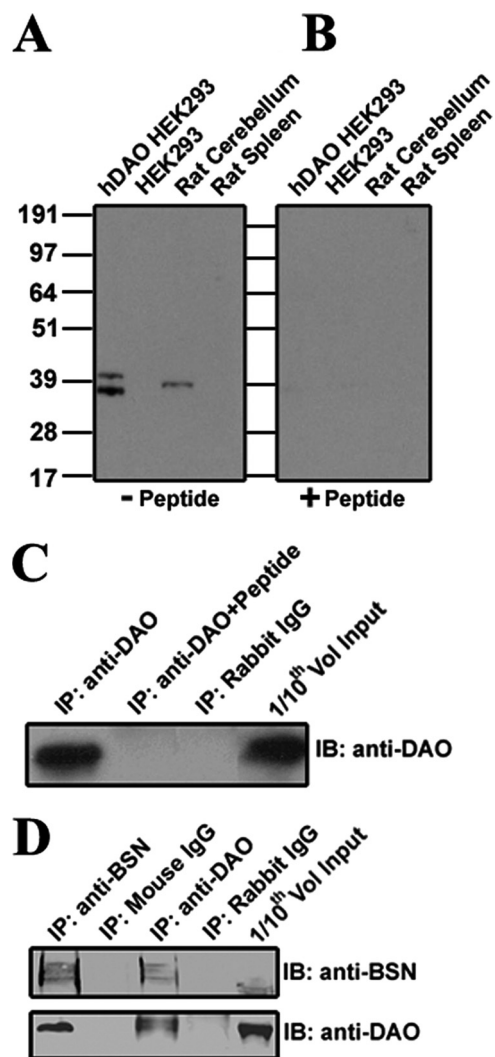 A
B
hDAO HEK293
HEK293
Rat Cerebellum
Rat Spleen
hDAO HEK293
HEK293
Rat Cerebellum
Rat Spleen
191
97
64
51
39
28
17
- Peptide
+ Peptide
C
IP: anti-DAO
IP: anti-DAO+Peptide
IP: Rabbit IgG
1/10th Vol Input
IB: anti-DAO
D
IP: anti-BSN
IP: Mouse IgG
IP: anti-DAO
IP: Rabbit IgG
1/10th Vol Input
IB: anti-BSN
IB: anti-DAO